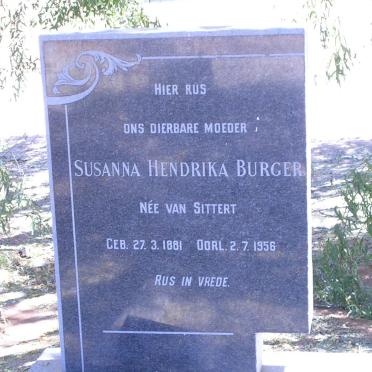 HIER RUS
ONS DIERBARE MOEDER
SUSANNA HENDRIKA BURGER
NÉE VAN SITTERT
GEB. 27. 3. 1881 OORL. 2. 7. 1956
RUS IN VREDE.